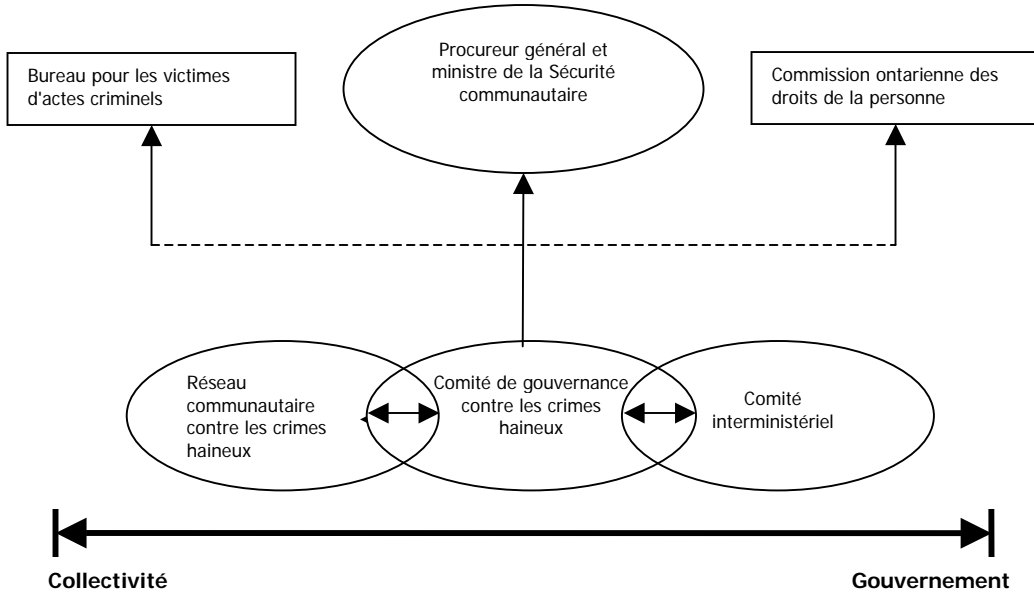 Bureau pour les victimes
d'actes criminels
Procureur général et
ministre de la Sécurité
communautaire
Commission ontarienne des
droits de la personne
Réseau
communautaire
contre les crimes
haineux
Comité de gouvernance
contre les crimes
haineux
Comité
interministériel
Collectivité
Gouvernement